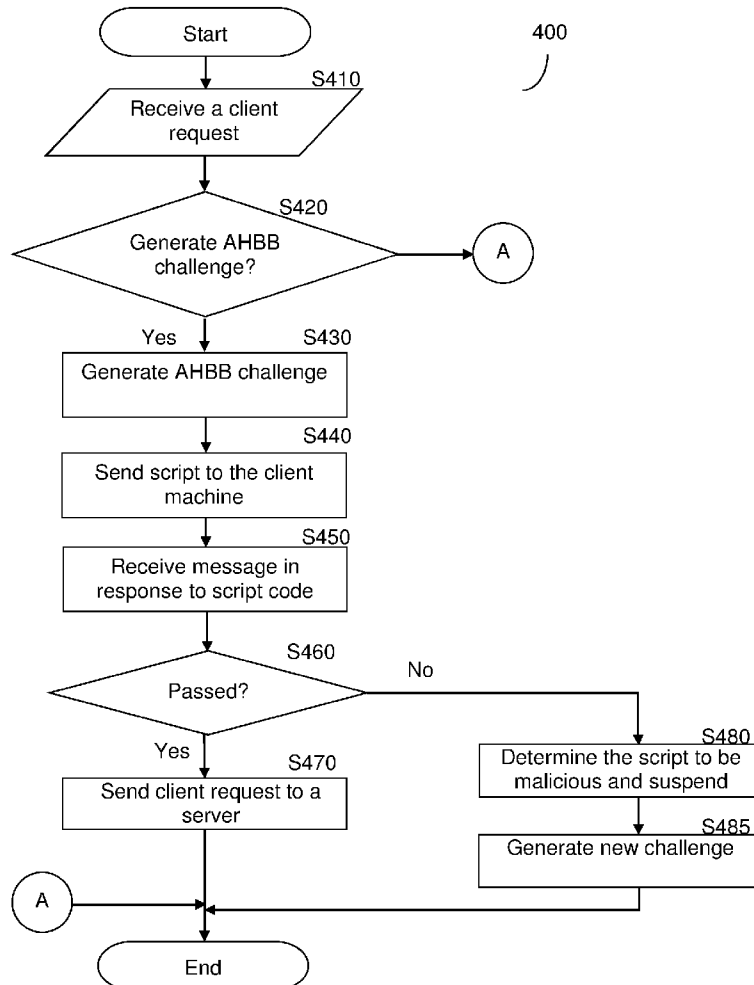 Start
400
S410
Receive a client
request
S420
Generate AHBB
challenge?
A
Yes
S430
Generate AHBB challenge
S440
Send script to the client
machine
S450
Receive message in
response to script code
S460
Passed?
No
Yes
S470
Send client request to a
server
S480
Determine the script to be
malicious and suspend
S485
Generate new challenge
A
End